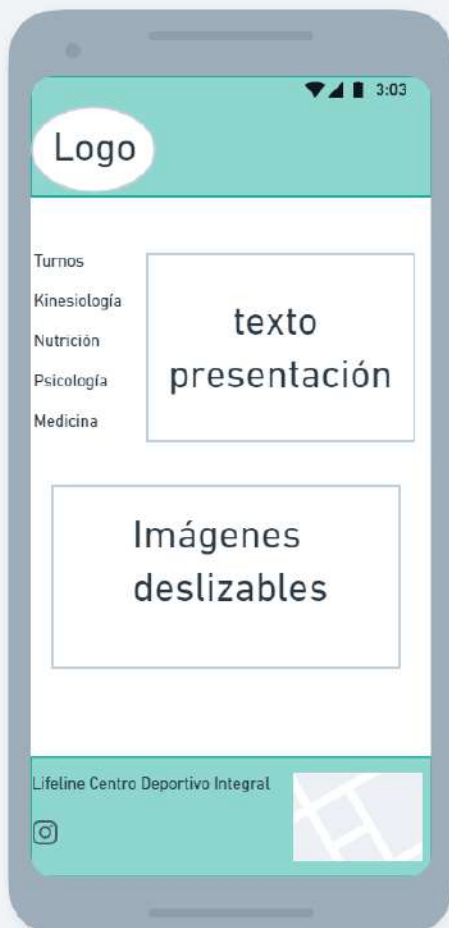 3:03
Logo
Turnos
Kinesiología
Nutrición
Psicología
Medicina
texto
presentación
Imágenes
deslizables
Lifeline Centro Deportivo Integral